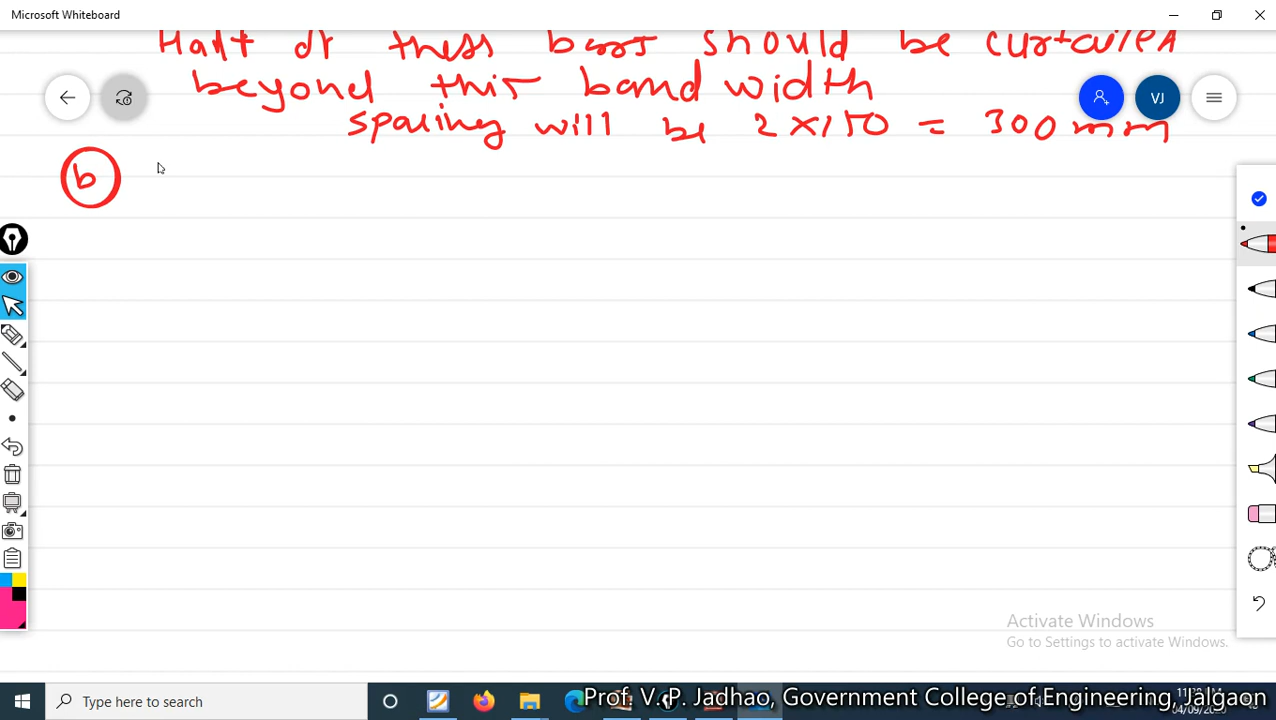 Microsoft Whiteboard
Half of these bars should be curtailed
beyond this band width
spacing will be 2 x 150 = 300 mm
b
VJ
Activate Windows
Go to Settings to activate Windows.
Type here to search
Prof. V. P. Jadhao, Government College of Engineering, Jalgaon